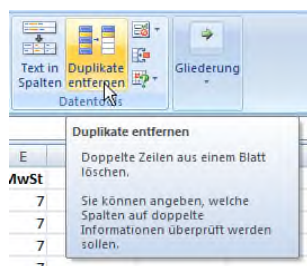 Text in Spalten
Duplikate entfernen
Gliederung
Datentools
Duplikate entfernen
Doppelte Zeilen aus einem Blatt
löschen.
Sie können angeben, welche
Spalten auf doppelte
Informationen überprüft werden
sollen.
E
MwSt
7
7
7
7